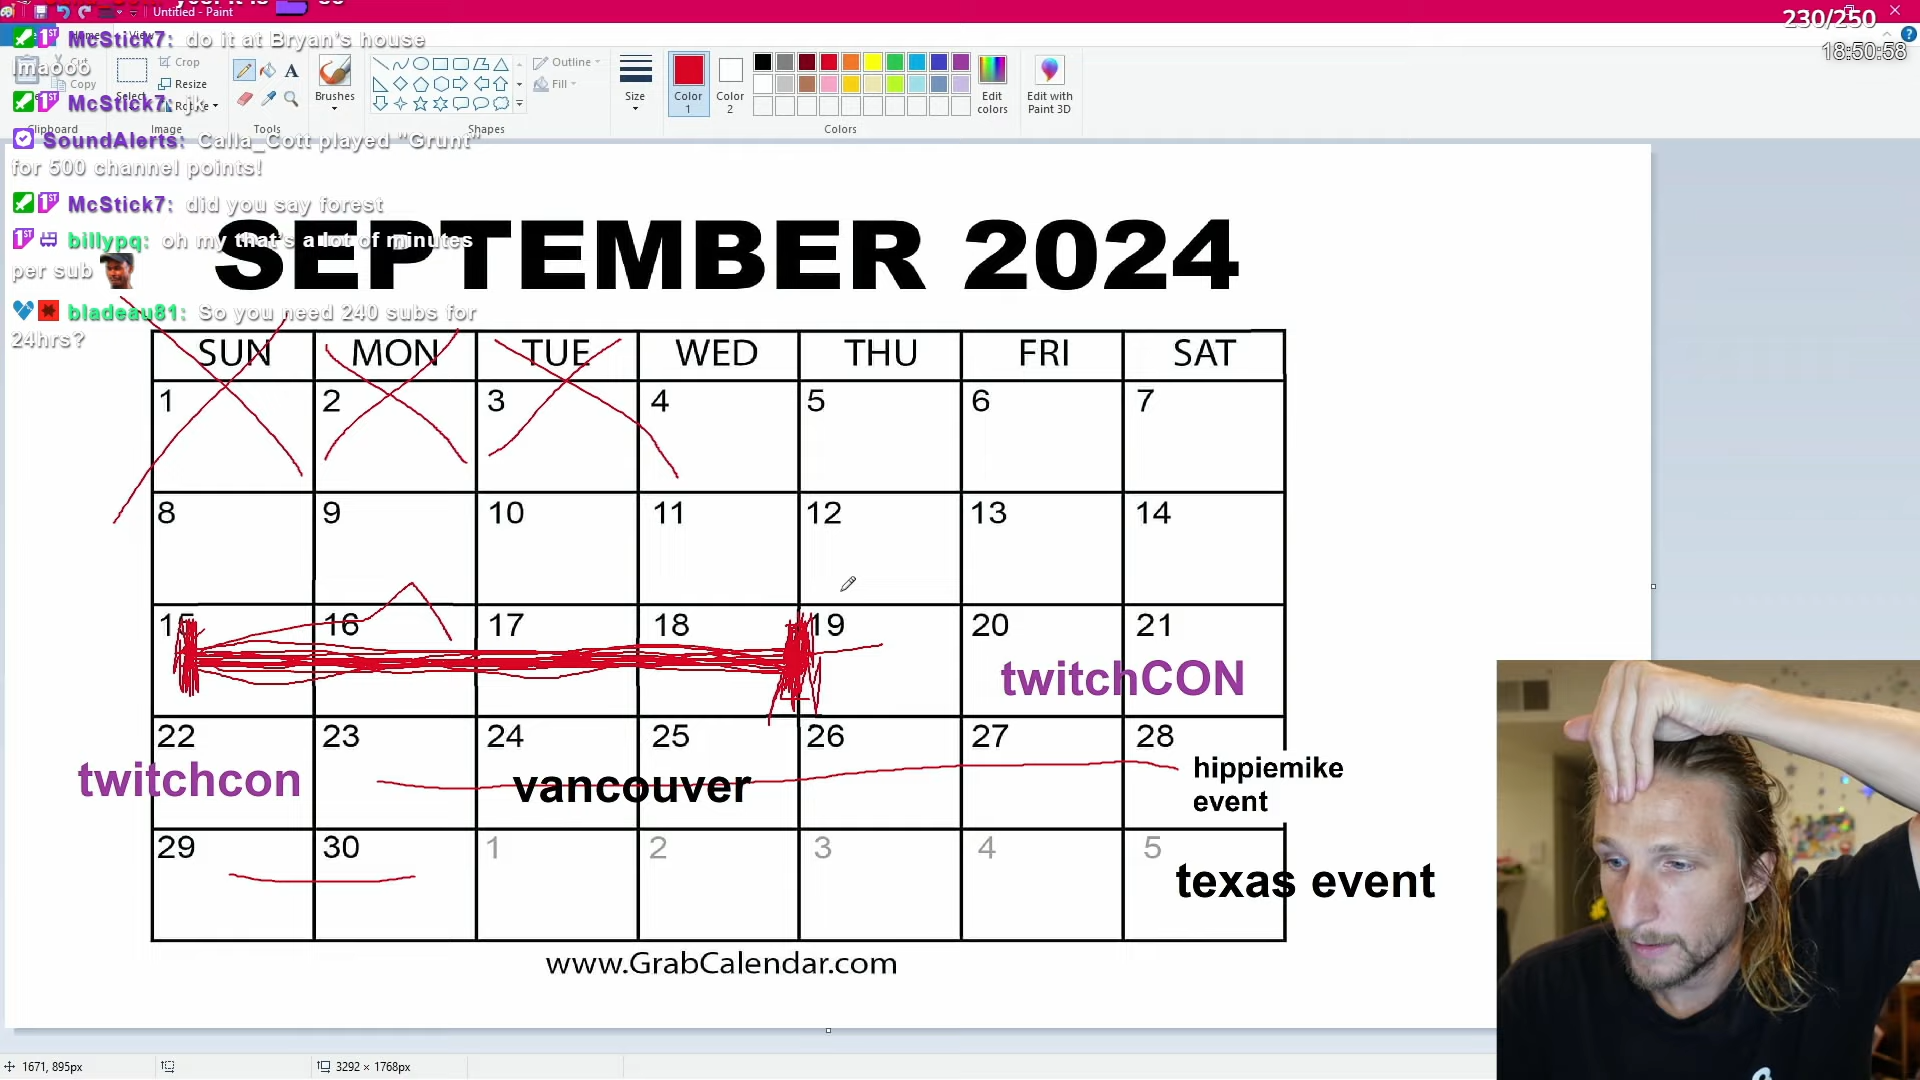 Untitled - Paint
230/250
18:50:58
McStick7: do it at Bryan's house
lmaooo
McStick7: jk
SoundAlerts: Calla_Cott played "Grunt"
for 500 channel points!
McStick7: did you say forest
billypq: oh my that's a lot of minutes
per sub
bladeau81: So you need 240 subs for
24hrs?
View
Copy
Clipboard
Select
Crop
Resize
Image
A
Tools
Brushes
Shapes
Outline
Fill
Size
Color
1
Color
2
Colors
Edit
colors
Edit with
Paint 3D
SEPTEMBER 2024
SUN MON TUE WED THU FRI SAT
1 2 3 4 5 6 7
8 9 10 11 12 13 14
15 16 17 18 19 20 21
twitchCON
22 23 24 25 26 27 28
twitchcon
vancouver
hippiemike
event
29 30 1 2 3 4 5
texas event
www.GrabCalendar.com
1671, 895px
3292 × 1768px